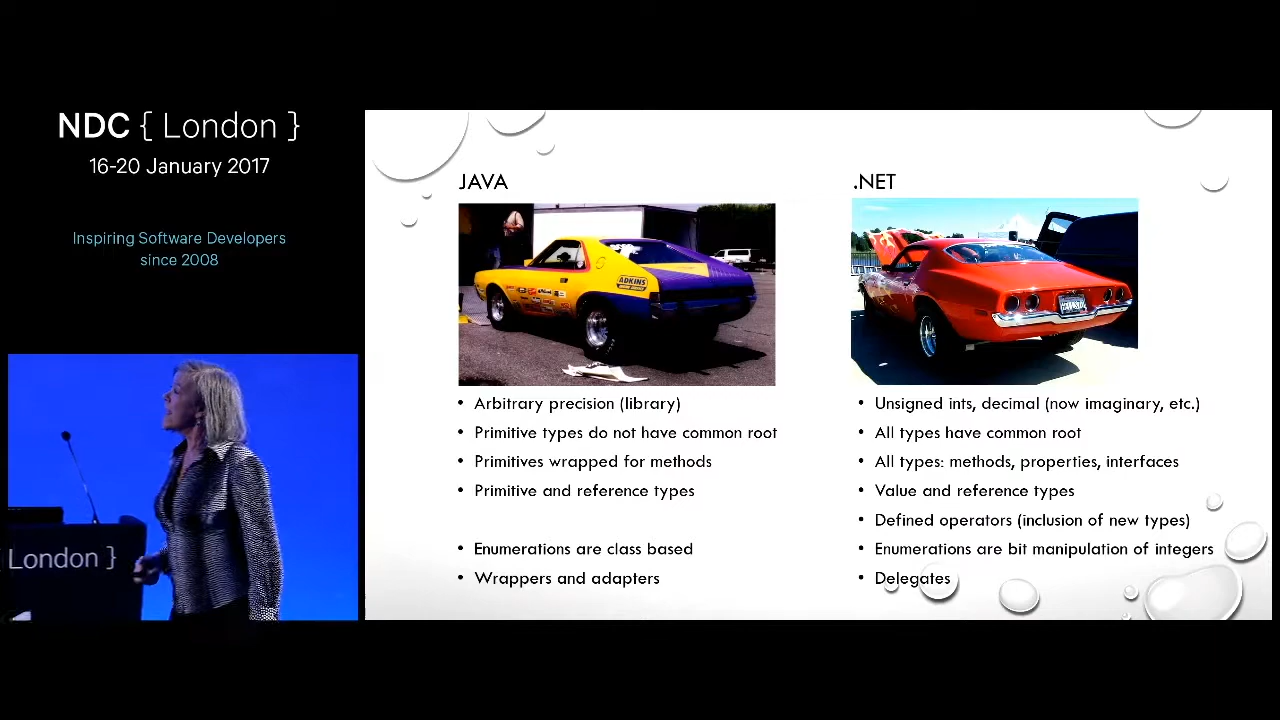 NDC { London }
16-20 January 2017
Inspiring Software Developers
since 2008
London }
JAVA
ADKINS
• Arbitrary precision (library)
• Primitive types do not have common root
• Primitives wrapped for methods
• Primitive and reference types
• Enumerations are class based
• Wrappers and adapters
.NET
• Unsigned ints, decimal (now imaginary, etc.)
• All types have common root
• All types: methods, properties, interfaces
• Value and reference types
• Defined operators (inclusion of new types)
• Enumerations are bit manipulation of integers
• Delegates